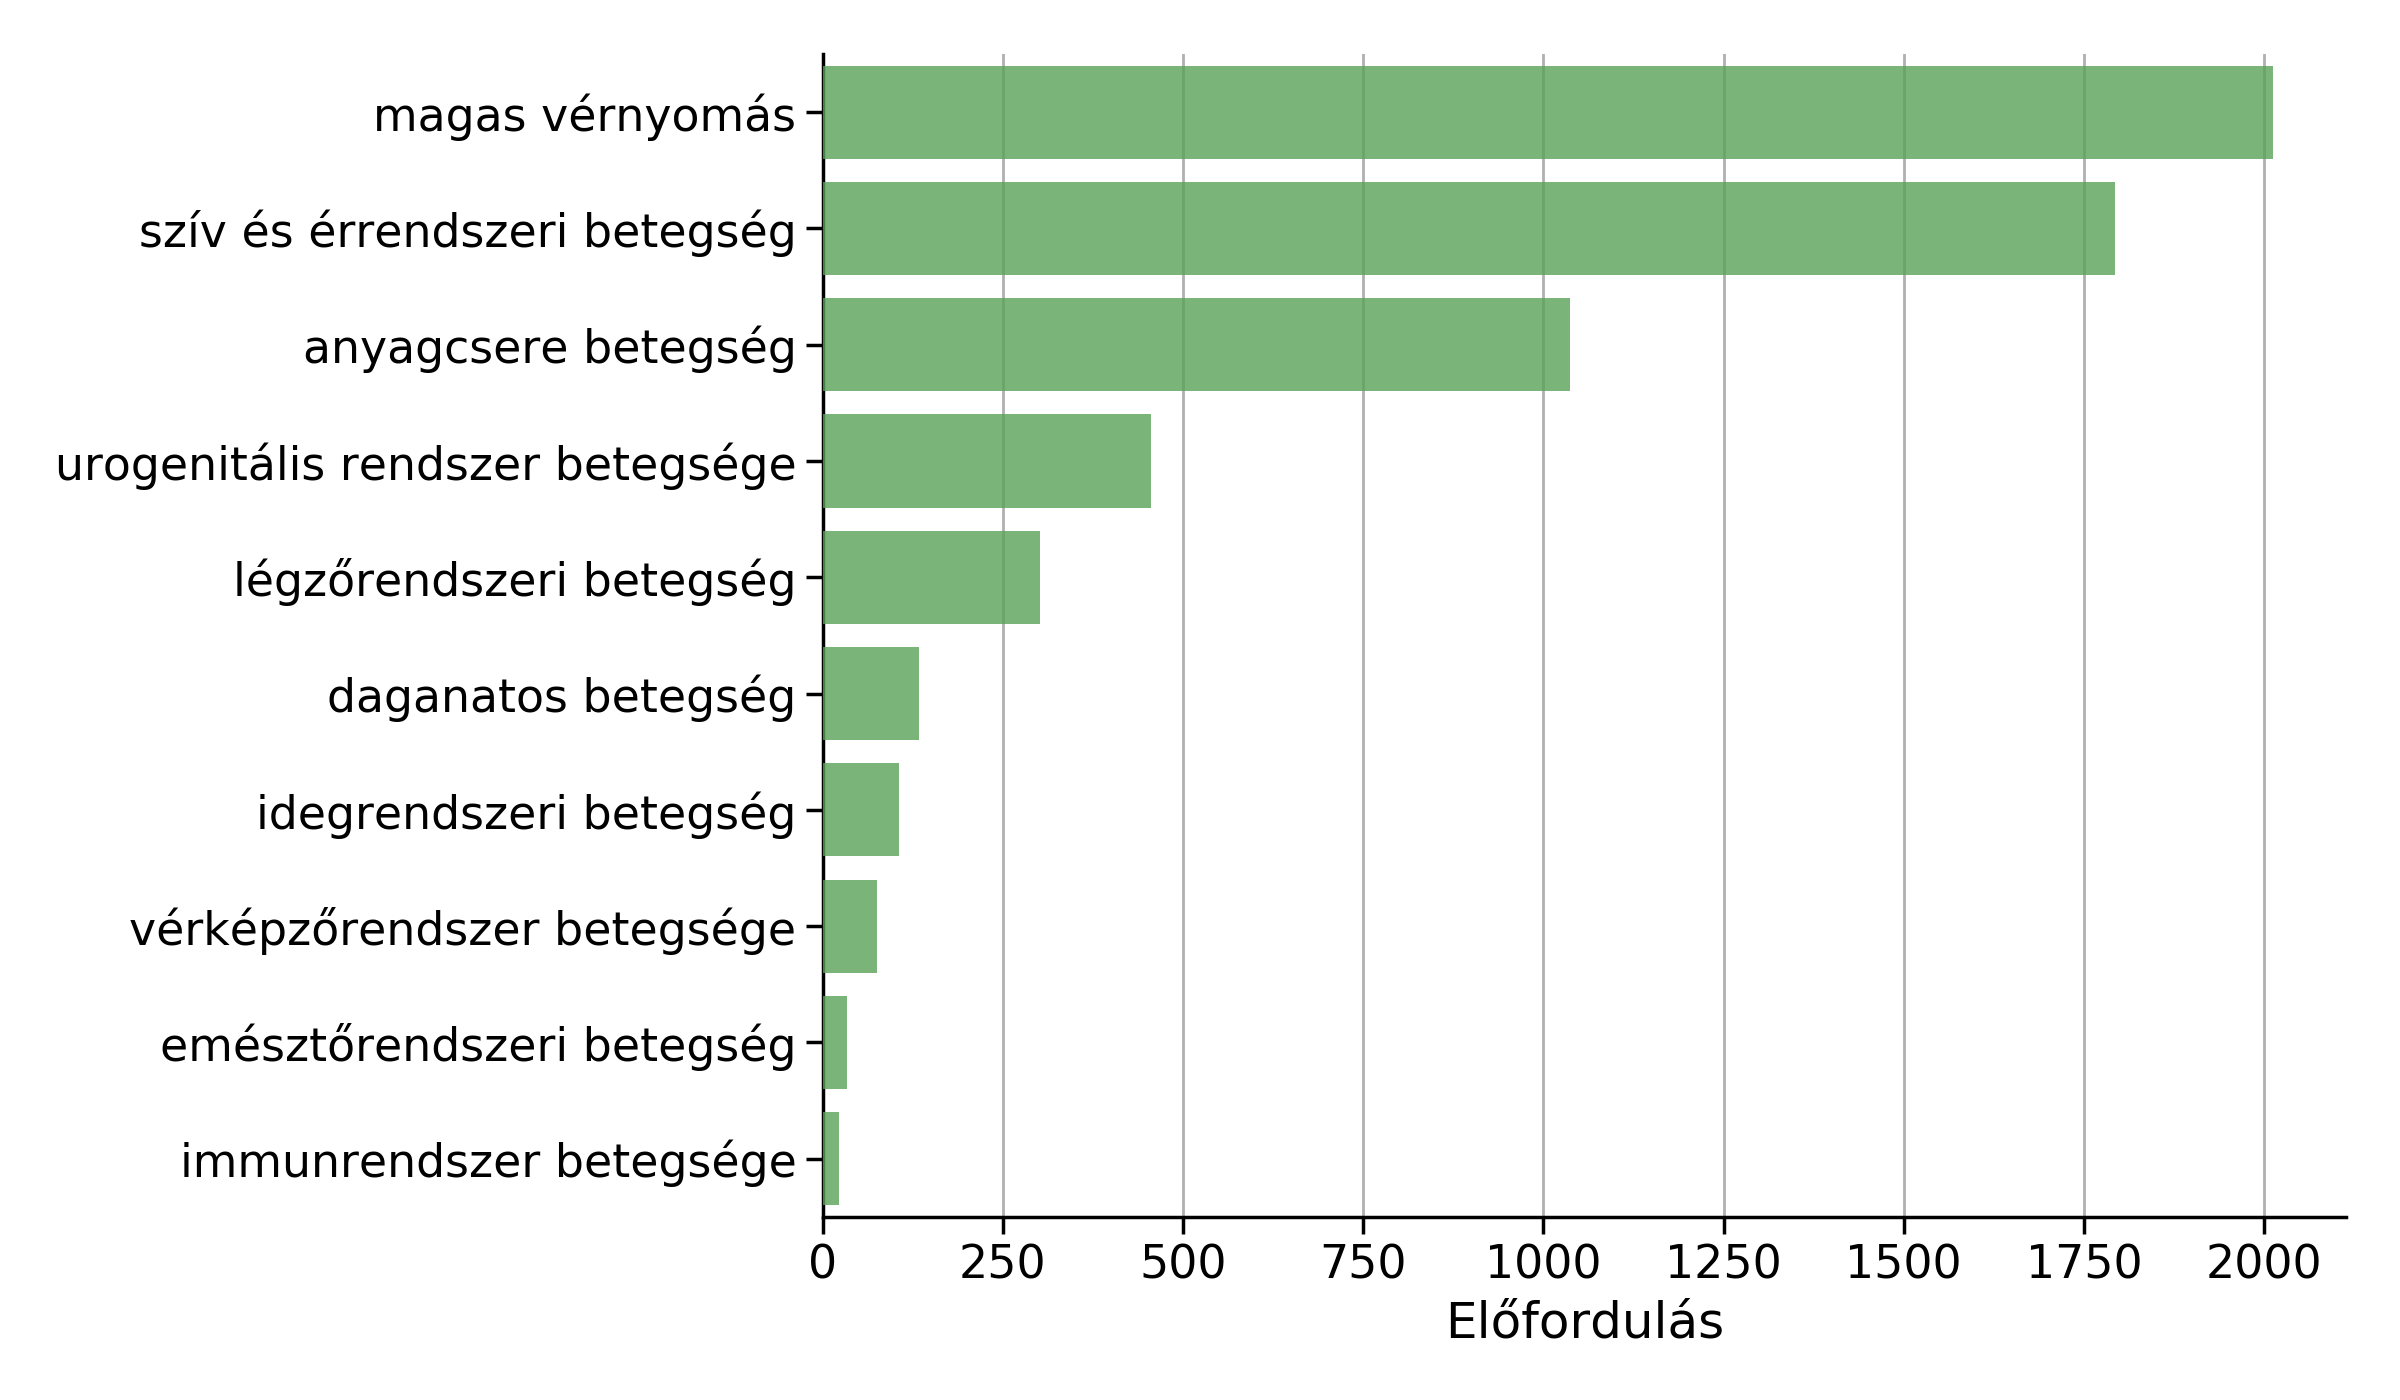 magas vérnyomás
szív és érrendszeri betegség
anyagcsere betegség
urogenitális rendszer betegsége
légzőrendszeri betegség
daganatos betegség
idegrendszeri betegség
vérképzőrendszer betegsége
emésztőrendszeri betegség
immunrendszer betegsége
0 250 500 750 1000 1250 1500 1750 2000
Előfordulás